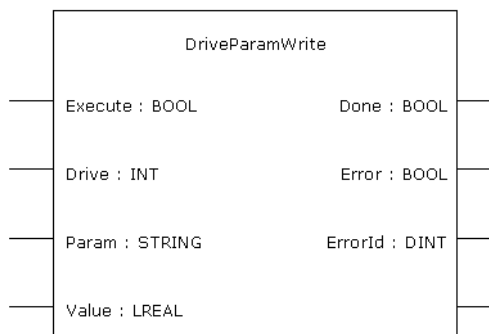 DriveParamWrite
Execute : BOOL Done : BOOL
Drive : INT Error : BOOL
Param : STRING ErrorId : DINT
Value : LREAL